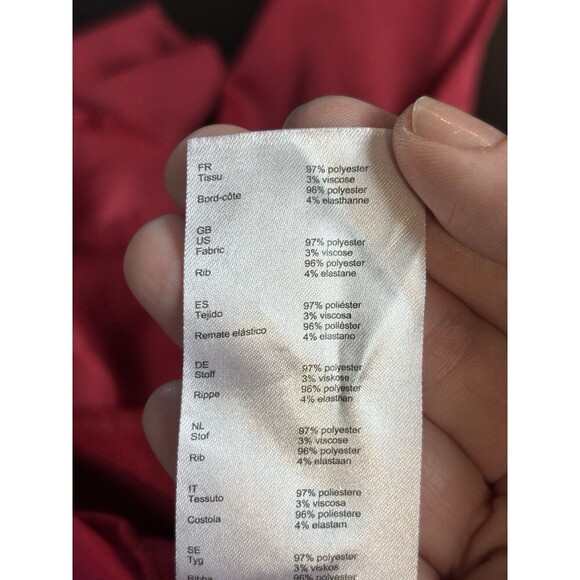 FR
Tissu 97% polyester
3% viscose
Bord-côte 96% polyester
4% elasthanne
GB
US
Fabric 97% polyester
3% viscose
Rib 96% polyester
4% elastane
ES
Tejido 97% poliéster
3% viscosa
Remate elástico 96% poliéster
4% elastano
DE
Stoff 97% polyester
3% viskose
Rippe 96% polyester
4% elasthan
NL
Stof 97% polyester
3% viscose
Rib 96% polyester
4% elastaan
IT
Tessuto 97% poliestere
3% viscosa
Costola 96% poliestere
4% elastam
SE
Tyg 97% polyester
3% viskos
Ribba 96% polyester